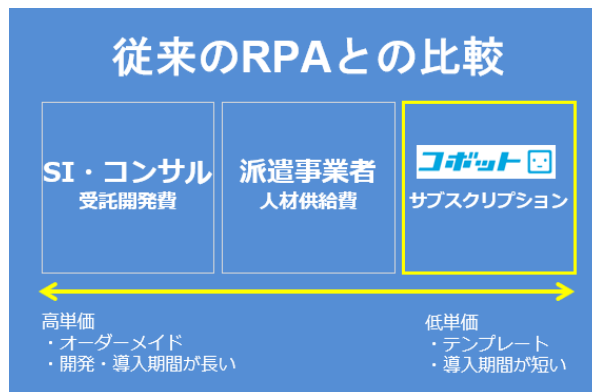 従来のRPAとの比較
SI・コンサル
受託開発費
派遣事業者
人材供給費
コボット
サブスクリプション
高単価
・オーダーメイド
・開発・導入期間が長い
低単価
・テンプレート
・導入期間が短い